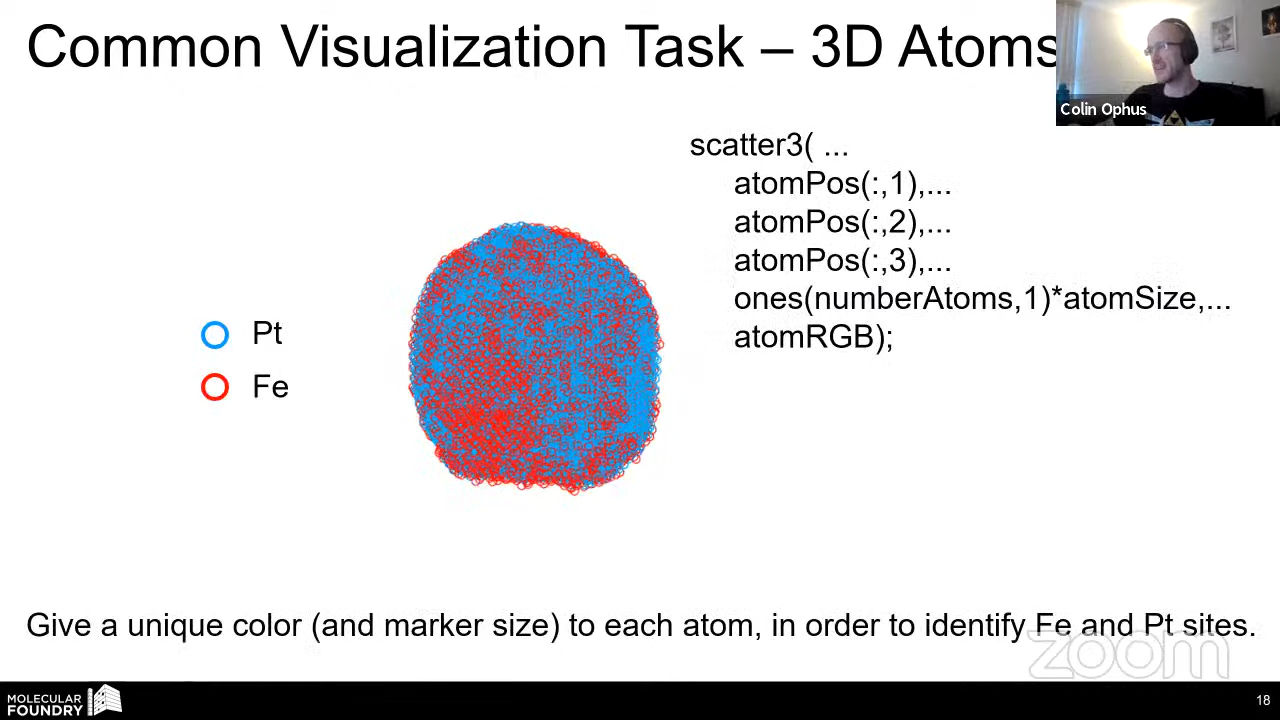 Common Visualization Task – 3D Atoms
Colin Ophus
scatter3( ...
atomPos(:,1),...
atomPos(:,2),...
atomPos(:,3),...
ones(numberAtoms,1)*atomSize,...
atomRGB);
Pt
Fe
Give a unique color (and marker size) to each atom, in order to identify Fe and Pt sites.
zoom
MOLECULAR
FOUNDRY
18